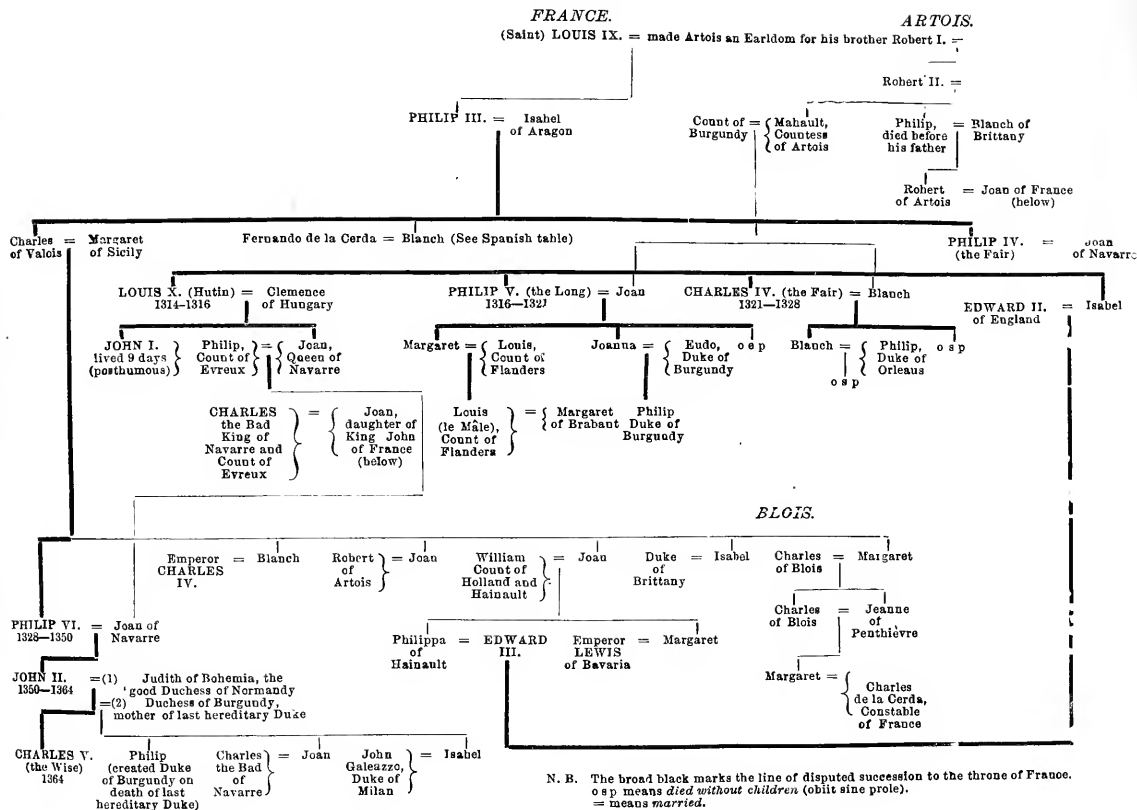 FRANCE. ARTOIS.
(Saint) LOUIS IX. = made Artois an Earldom for his brother Robert I. =
Robert II. =
PHILIP III. = Isabel
of Aragon
Count of
Burgundy
= { Mahault,
Countess
of Artois
Philip,
died before
his father
= Blanch of
Brittany
Robert
of Artois
= Joan of France
(below)
Charles
of Valois
= Margaret
of Sicily
Fernando de la Cerda = Blanch (See Spanish table)
PHILIP IV.
(the Fair)
= Joan
of Navarre
LOUIS X. (Hutin)
1314-1316
= Clemence
of Hungary
PHILIP V. (the Long) = Joan
1316—132
CHARLES IV. (the Fair) = Blanch
1321—1328
EDWARD II.
of England
= Isabel
JOHN I.
lived 9 days
(posthumous)
Philip,
Count of
Evreux
= Joan,
Queen of
Navarre
Margaret = Louis,
Count of
Flanders
Joanna = Eudo,
Duke of
Burgundy
o s p
Blanch = Philip,
Duke of
Orleaus
o s p
o s p
CHARLES
the Bad
King of
Navarre and
Count of
Evreux
= Joan,
daughter of
King John
of France
(below)
Louis
(le Mâle),
Count of
Flanders
= Margaret
of Brabant
Philip
Duke of
Burgundy
BLOIS.
Emperor
CHARLES
IV.
= Blanch
Robert
of
Artois
= Joan
William
Count of
Holland and
Hainault
= Joan
Duke
of
Brittany
= Isabel
Charles
of Blois
= Margaret
Charles
of Blois
= Jeanne
of
Penthièvre
PHILIP VI.
1328—1350
= Joan of
Navarre
Philippa
of
Hainault
= EDWARD
III.
Emperor
LEWIS
of Bavaria
= Margaret
Margaret = Charles
de la Cerda,
Constable
of France
JOHN II.
1350—1364
=(1) Judith of Bohemia, the
good Duchess of Normandy
=(2) Duchess of Burgundy,
mother of last hereditary Duke
CHARLES V.
(the Wise)
1364
Philip
(created Duke
of Burgundy on
death of last
hereditary Duke)
Charles
the Bad
of
Navarre
= Joan
John
Galeazzo,
Duke of
Milan
= Isabel
N. B. The broad black marks the line of disputed succession to the throne of France.
o s p means died without children (obiit sine prole).
= means married.